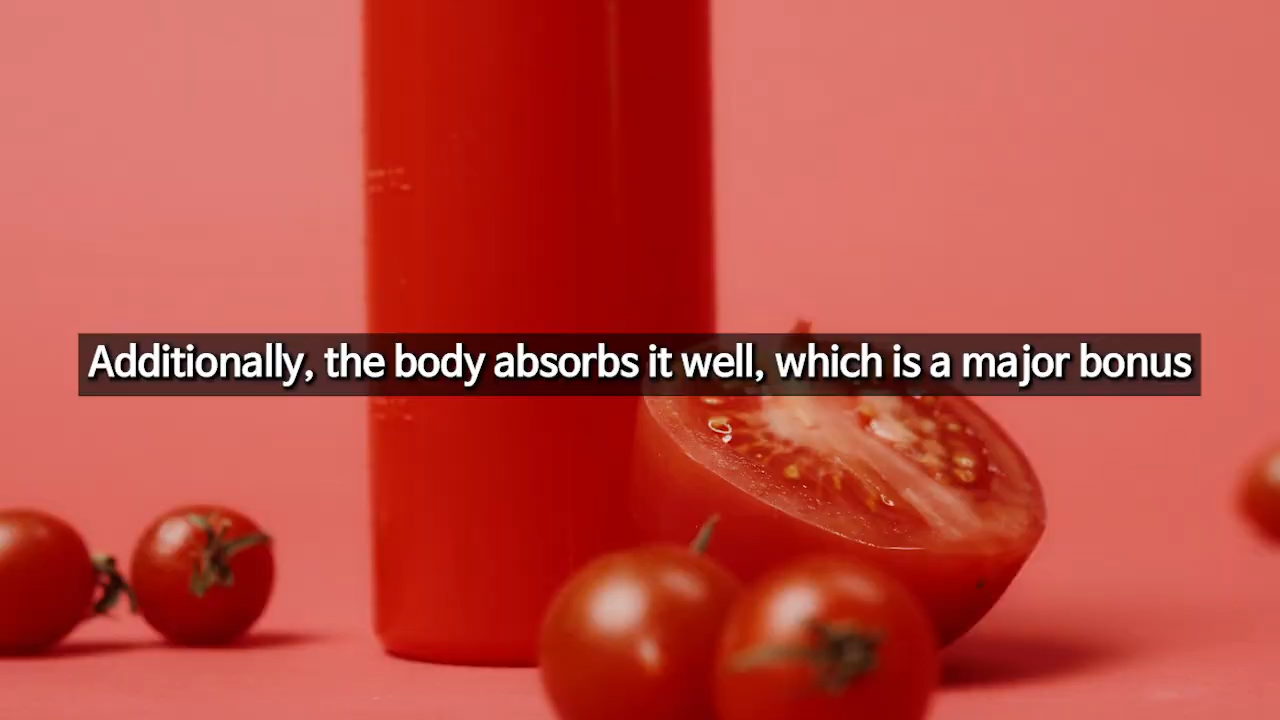 Additionally, the body absorbs it well, which is a major bonus